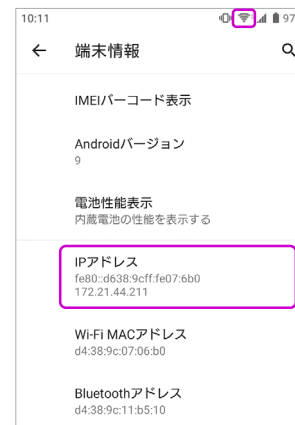 10:11
97
端末情報
IMEIバーコード表示
Androidバージョン
9
電池性能表示
内蔵電池の性能を表示する
IPアドレス
fe80::d638:9cff:fe07:6b0
172.21.44.211
Wi-Fi MACアドレス
d4:38:9c:07:06:b0
Bluetoothアドレス
d4:38:9c:11:b5:10